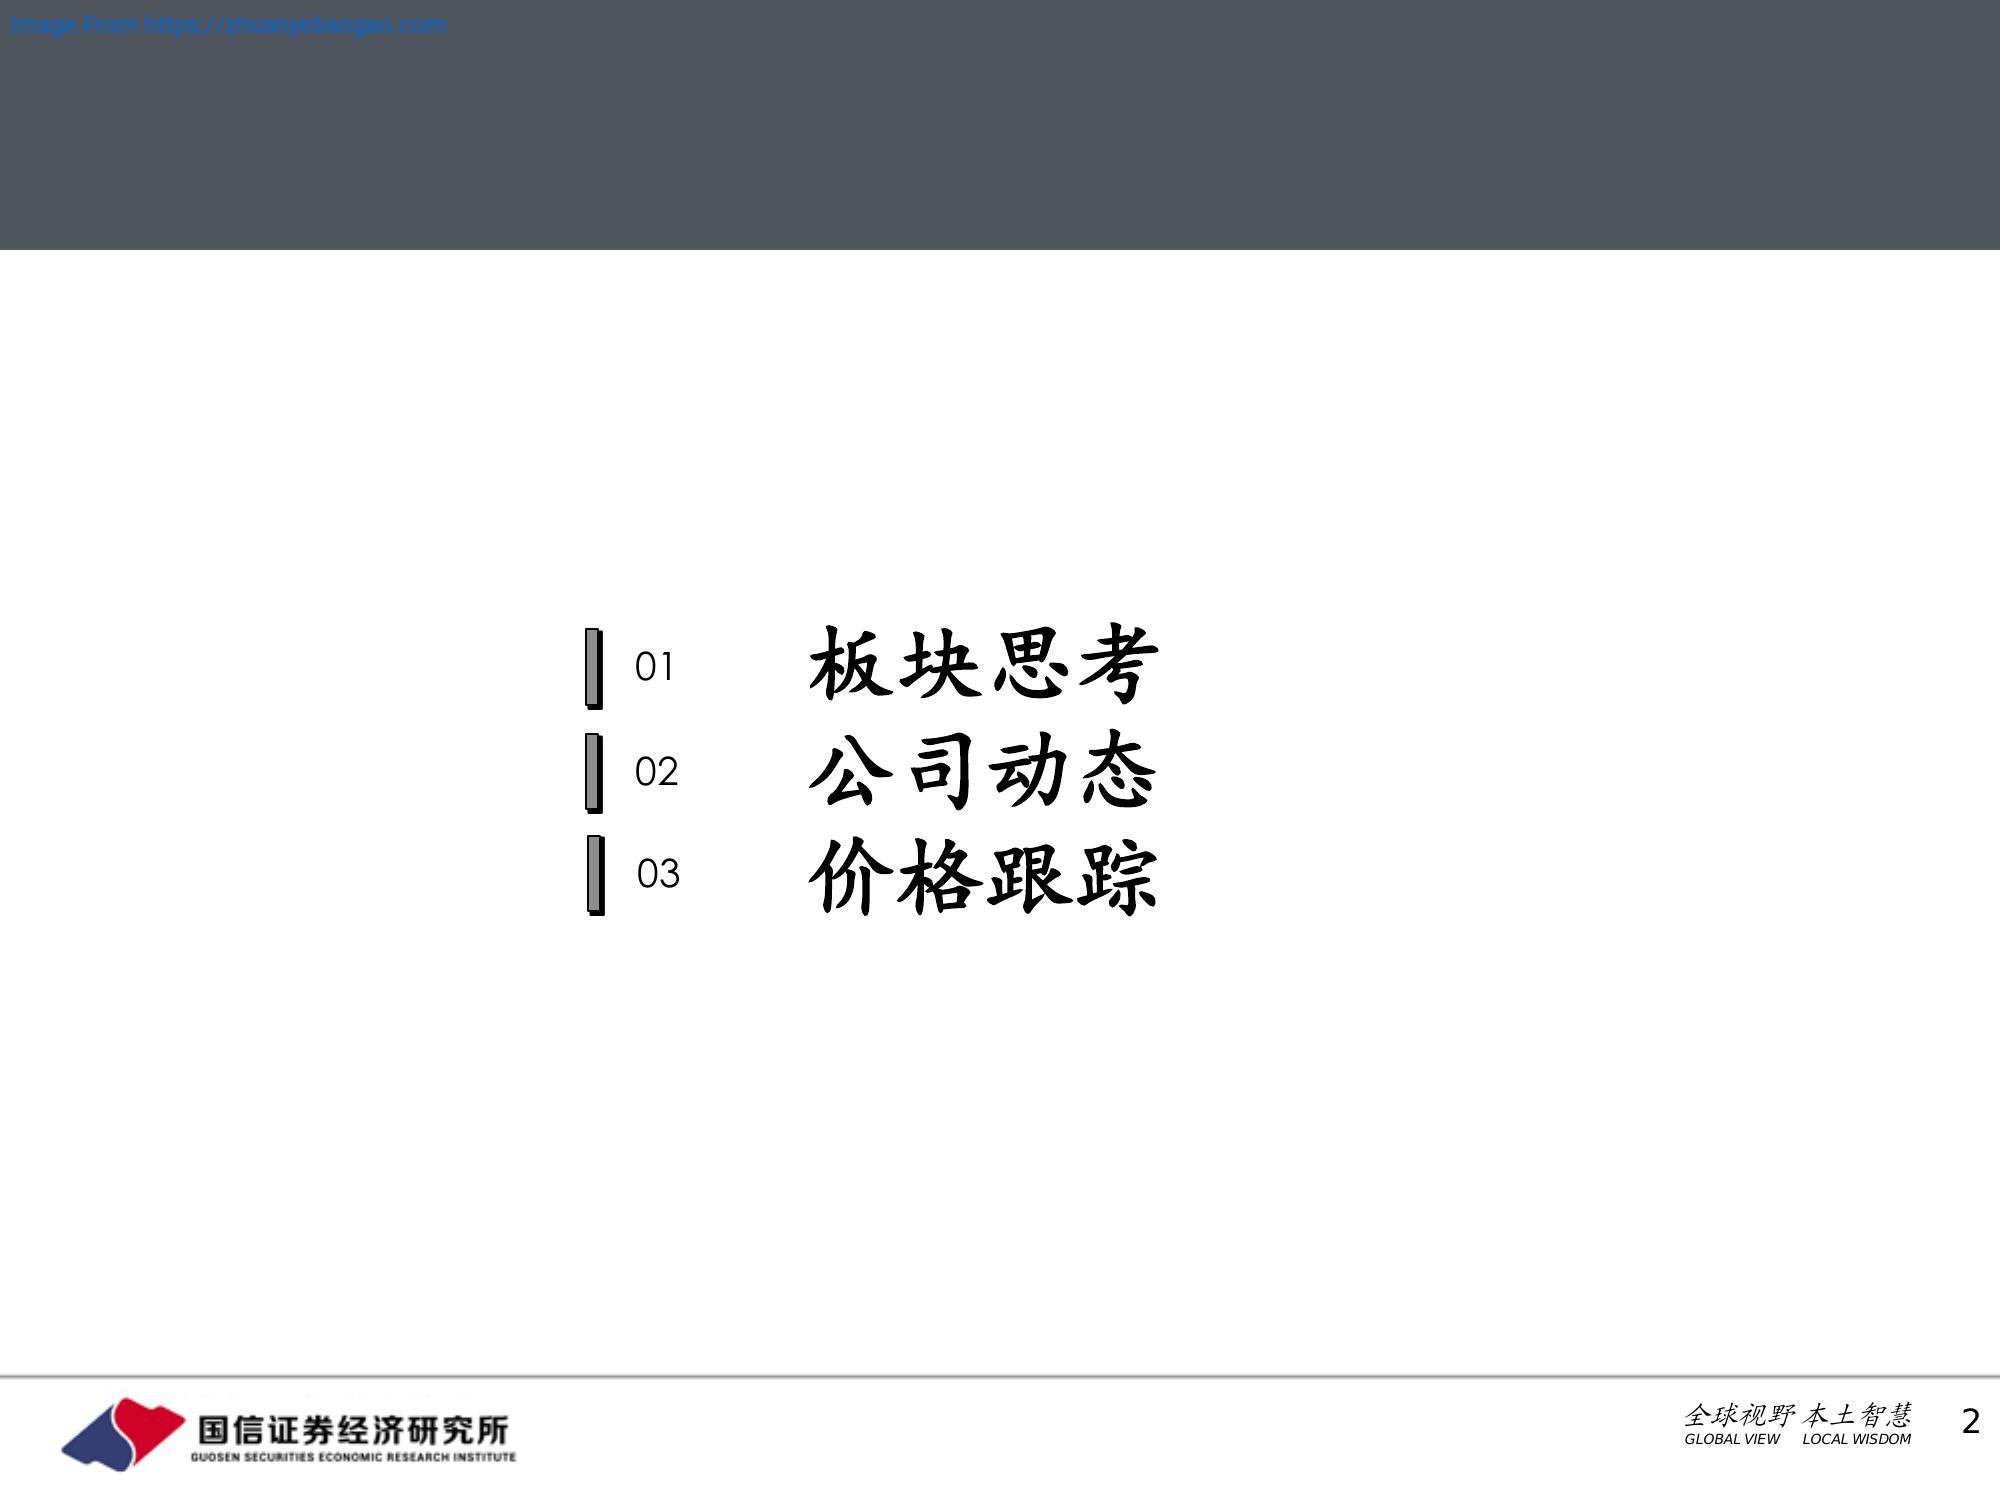 Image From https://zhuanyebaogao.com
01 板块思考
02 公司动态
03 价格跟踪
国信证券经济研究所
GUOSEN SECURITIES ECONOMIC RESEARCH INSTITUTE
全球视野 本土智慧
GLOBAL VIEW LOCAL WISDOM
2